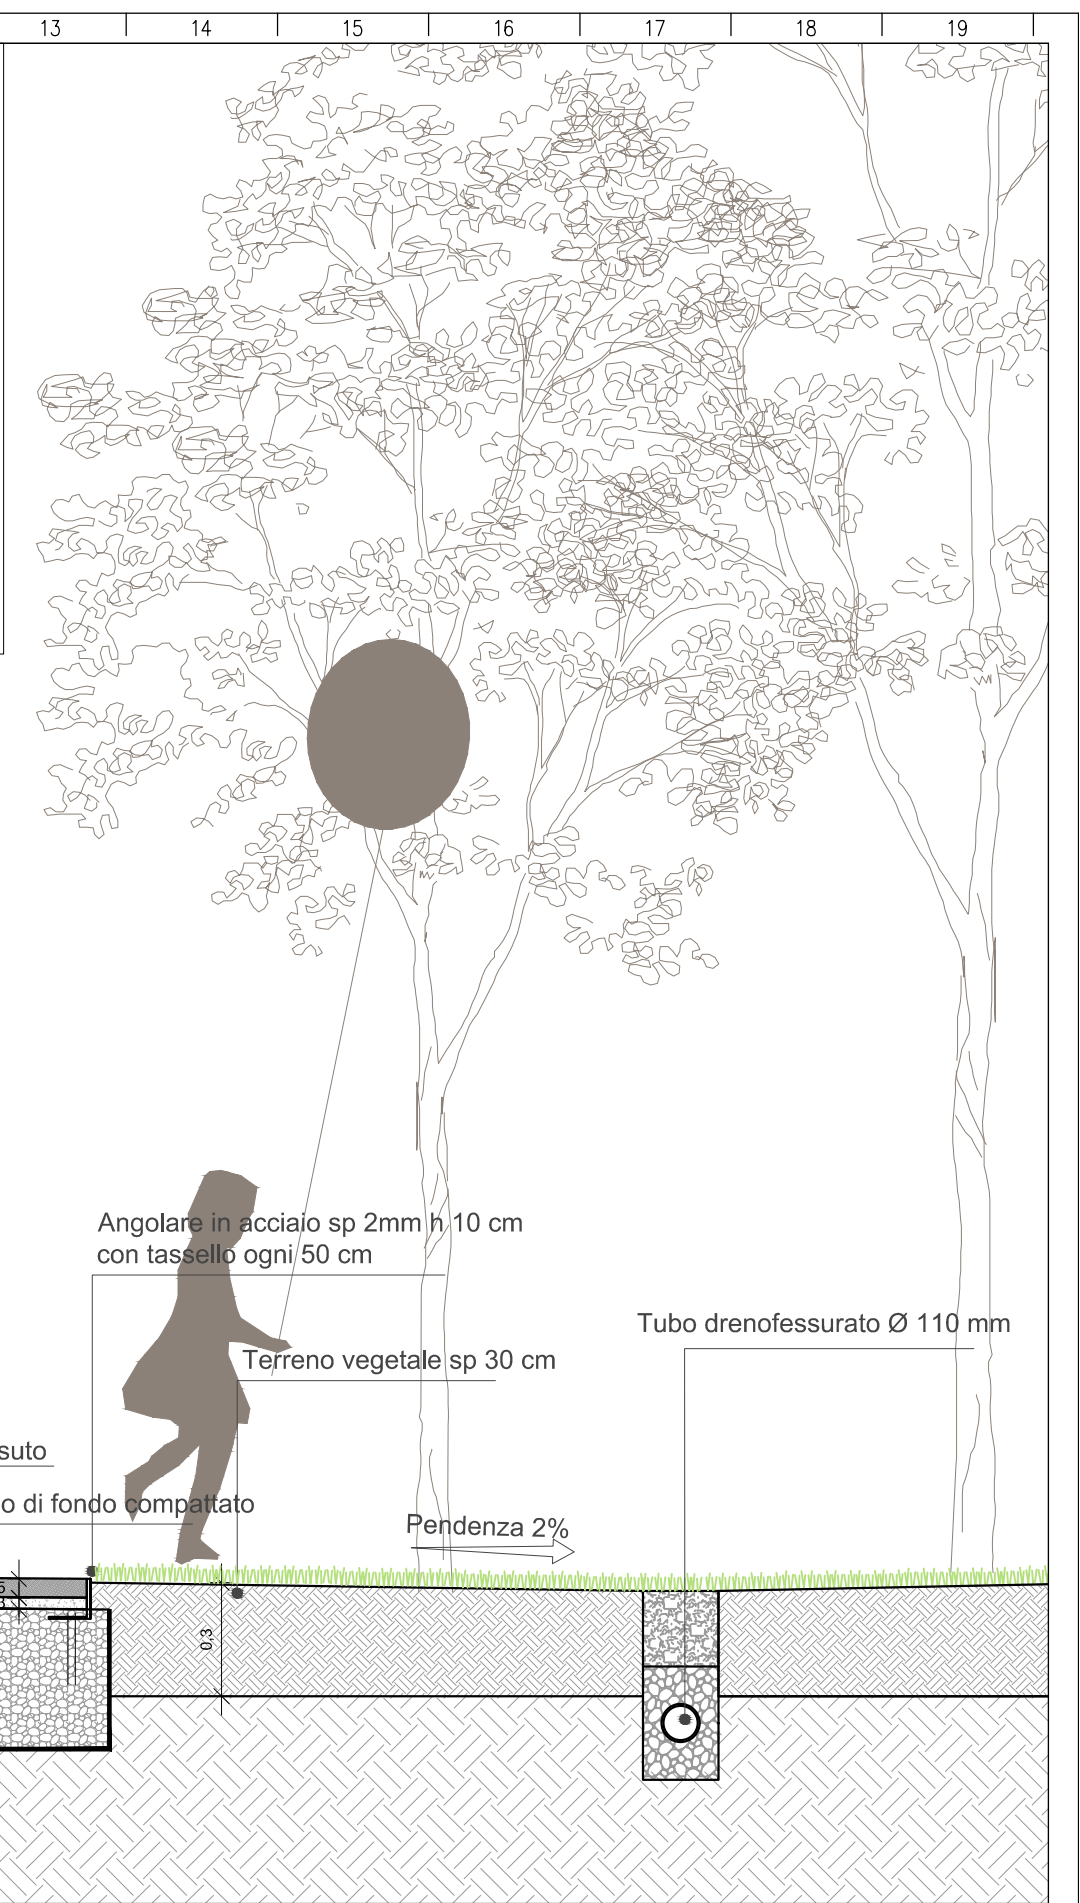 13 14 15 16 17 18 19
Angolare in acciaio sp 2mm h 10 cm
con tassello ogni 50 cm
Tubo drenofessurato Ø 110 mm
Terreno vegetale sp 30 cm
suto
o di fondo compattato
Pendenza 2%
0,3